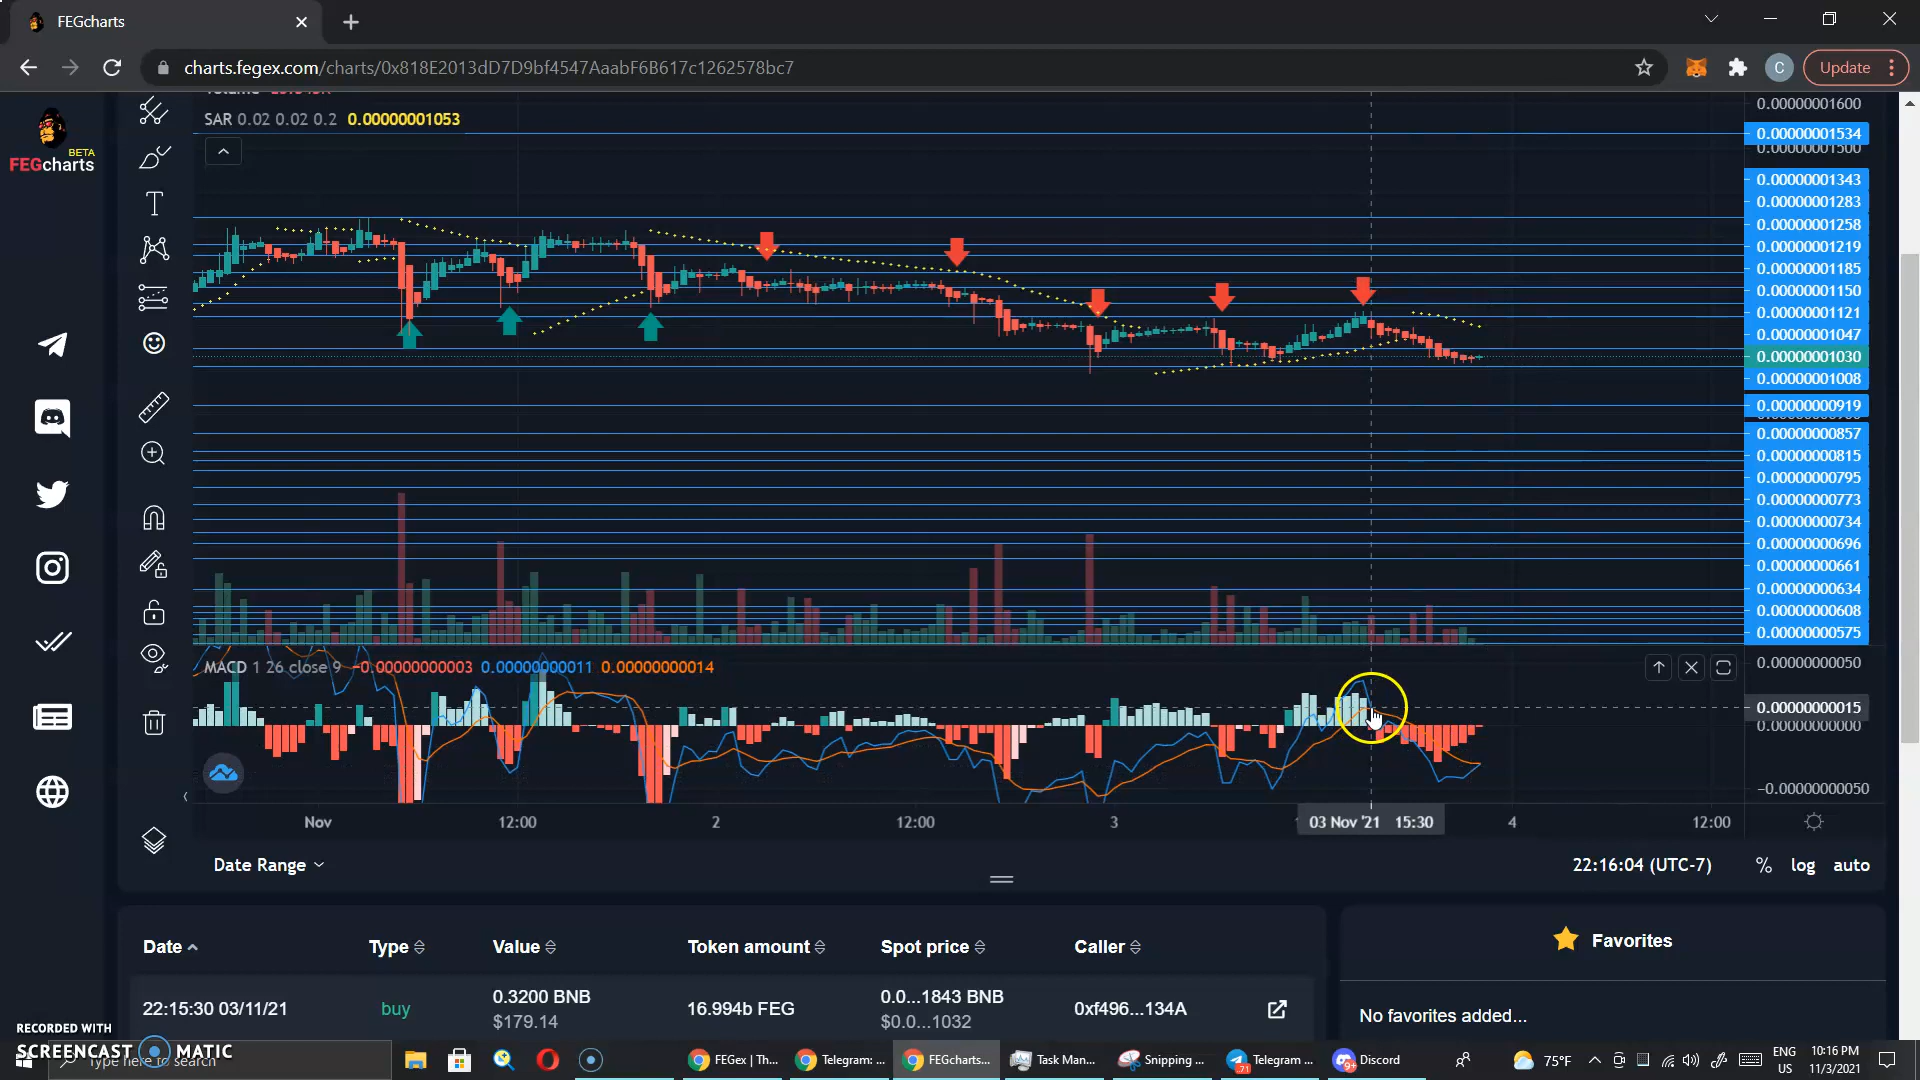 FEGcharts
charts.fegex.com/charts/0x818E2013dD7D9bf4547AaabF6B617c1262578bc7
C
Update
BETA
FEGcharts
SAR 0.02 0.02 0.2 0.00000001053
0.00000001600
0.00000001534
0.00000001500
0.00000001343
0.00000001283
0.00000001258
0.00000001219
0.00000001185
0.00000001150
0.00000001121
0.00000001047
0.00000001030
0.00000001008
0.00000000919
0.00000000857
0.00000000815
0.00000000795
0.00000000773
0.00000000734
0.00000000696
0.00000000661
0.00000000634
0.00000000608
0.00000000575
MACD 1 26 close 9 −0.00000000003 0.00000000011 0.00000000014
0.00000000050
0.00000000015
0.00000000000
−0.00000000050
Nov
12:00
2
12:00
3
03 Nov '21 15:30
4
12:00
Date Range
22:16:04 (UTC-7)
%
log
auto
Date
Type
Value
Token amount
Spot price
Caller
Favorites
22:15:30 03/11/21
buy
0.3200 BNB
$179.14
16.994b FEG
0.0...1843 BNB
$0.0...1032
0xf496...134A
No favorites added...
RECORDED WITH
SCREENCAST MATIC
Type here to search
FEGex | Th...
Telegram: ...
FEGcharts...
Task Man...
Snipping ...
Telegram ...
Discord
75°F
ENG
US
10:16 PM
11/3/2021